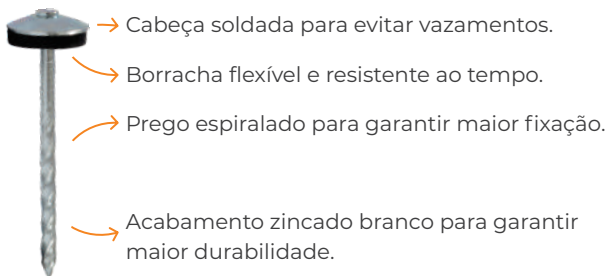 Cabeça soldada para evitar vazamentos.
Borracha flexível e resistente ao tempo.
Prego espiralado para garantir maior fixação.
Acabamento zincado branco para garantir
maior durabilidade.